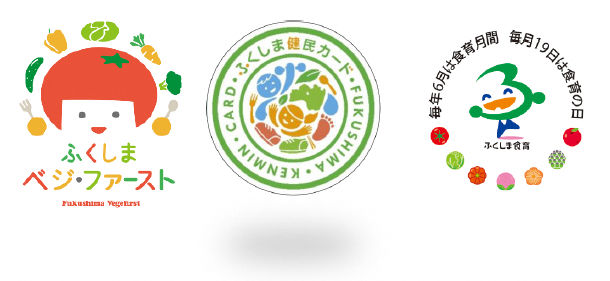 ふくしま
ベジ・ファースト
Fukushima Vegefirst
ふくしま健民カード・FUKUSHIMA・KENMIN・CARD・
毎年6月は食育月間 毎月19日は食育の日
ふくしま食育